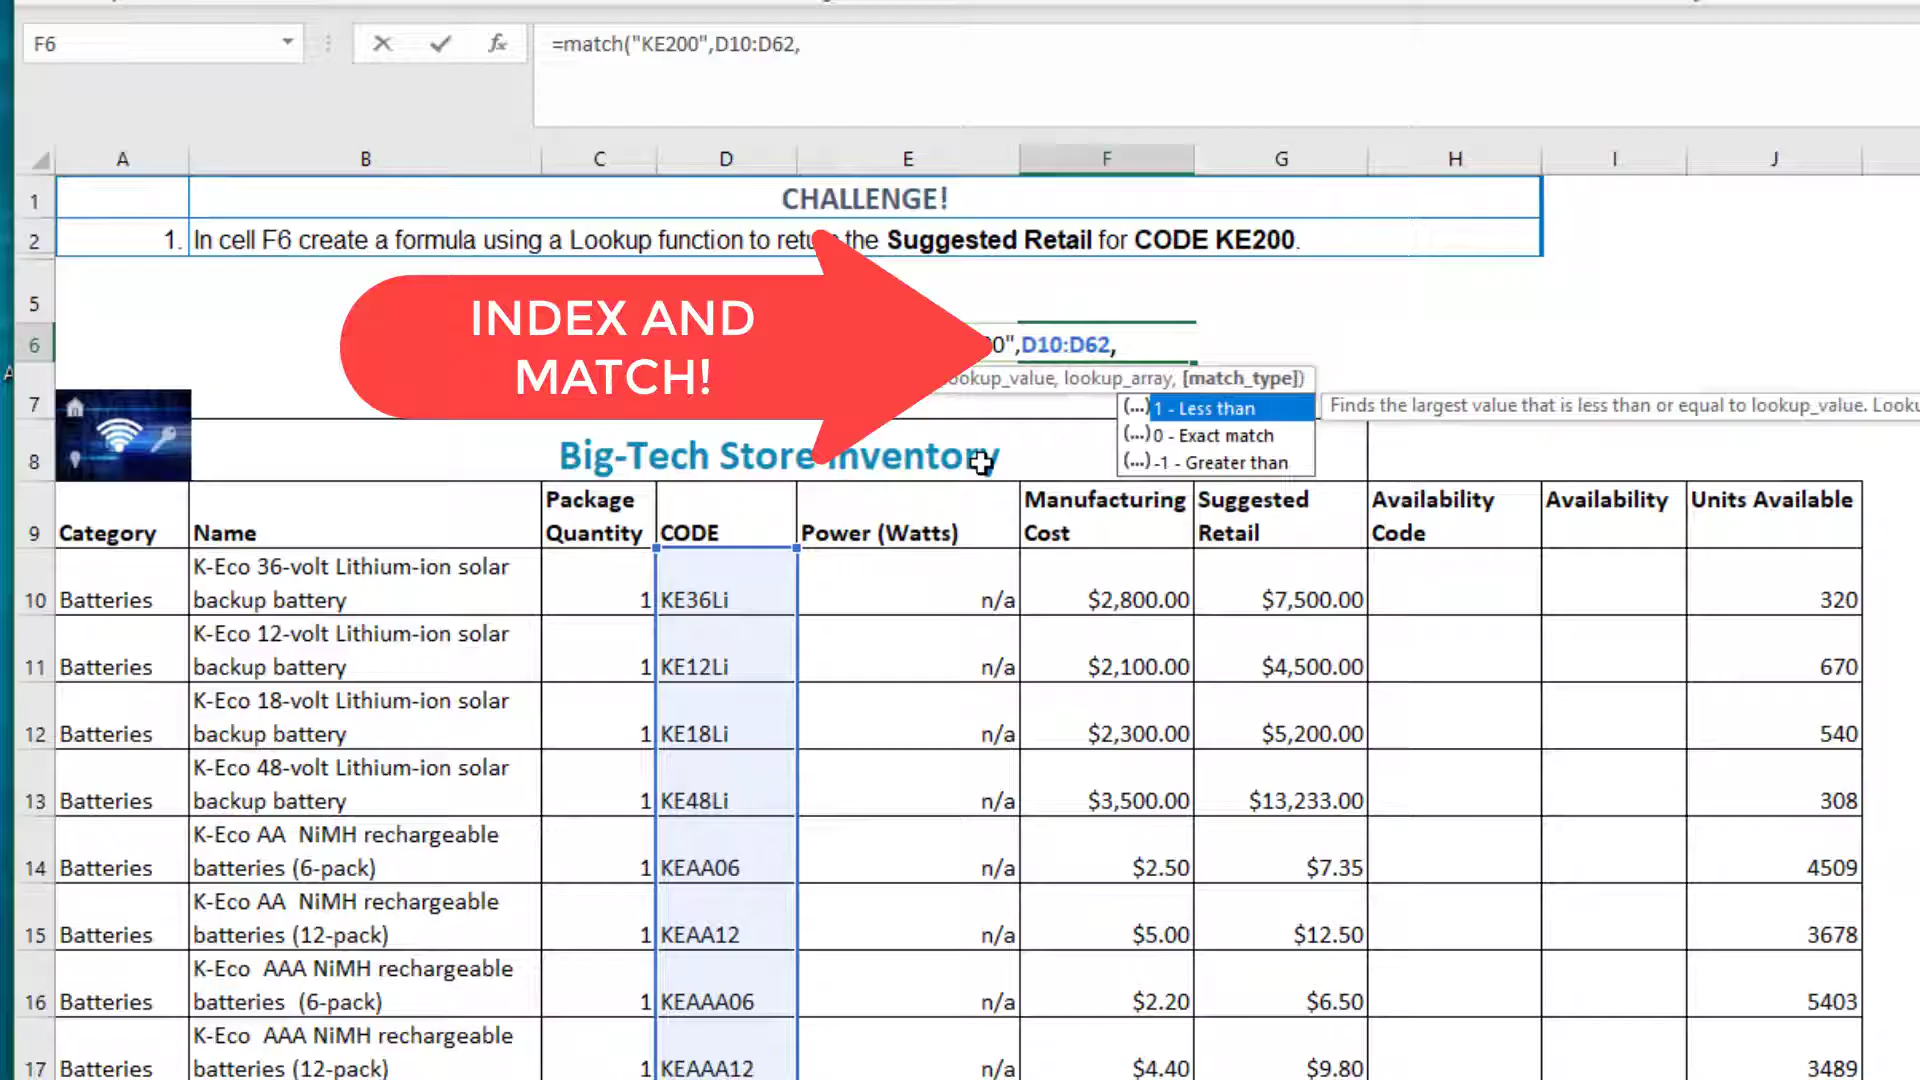 F6
=match("KE200",D10:D62,
A B C D E F G H I J
1 CHALLENGE!
2 1. In cell F6 create a formula using a Lookup function to the Suggested Retail for CODE KE200.
5
INDEX AND
MATCH!
6 0",D10:D62,
lookup_value, lookup_array, [match_type])
7 (...) 1 - Less than Finds the largest value that is less than or equal to lookup_value.
(...) 0 - Exact match
(...) -1 - Greater than
8 Big-Tech Store Inventory
Package Manufacturing Suggested Availability Availability Units Available
9 Category Name Quantity CODE Power (Watts) Cost Retail Code
K-Eco 36-volt Lithium-ion solar
10 Batteries backup battery 1 KE36Li n/a $2,800.00 $7,500.00 320
K-Eco 12-volt Lithium-ion solar
11 Batteries backup battery 1 KE12Li n/a $2,100.00 $4,500.00 670
K-Eco 18-volt Lithium-ion solar
12 Batteries backup battery 1 KE18Li n/a $2,300.00 $5,200.00 540
K-Eco 48-volt Lithium-ion solar
13 Batteries backup battery 1 KE48Li n/a $3,500.00 $13,233.00 308
K-Eco AA NiMH rechargeable
14 Batteries batteries (6-pack) 1 KEAA06 n/a $2.50 $7.35 4509
K-Eco AA NiMH rechargeable
15 Batteries batteries (12-pack) 1 KEAA12 n/a $5.00 $12.50 3678
K-Eco AAA NiMH rechargeable
16 Batteries batteries (6-pack) 1 KEAAA06 n/a $2.20 $6.50 5403
K-Eco AAA NiMH rechargeable
17 Batteries batteries (12-pack) 1 KEAAA12 n/a $4.40 $9.80 3489